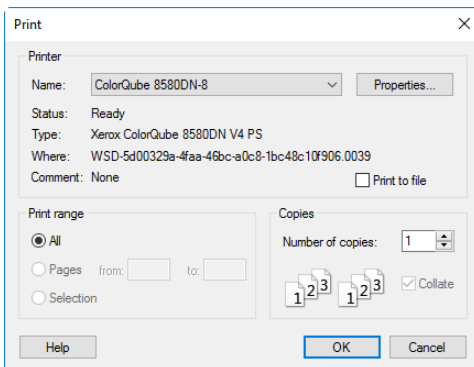 Print
Printer
Name: ColorQube 8580DN-8 Properties...
Status: Ready
Type: Xerox ColorQube 8580DN V4 PS
Where: WSD-5d00329a-4faa-46bc-a0c8-1bc48c10f906.0039
Comment: None Print to file
Print range
All
Pages from: to:
Selection
Copies
Number of copies: 1
1 2 3 1 2 3 Collate
Help OK Cancel